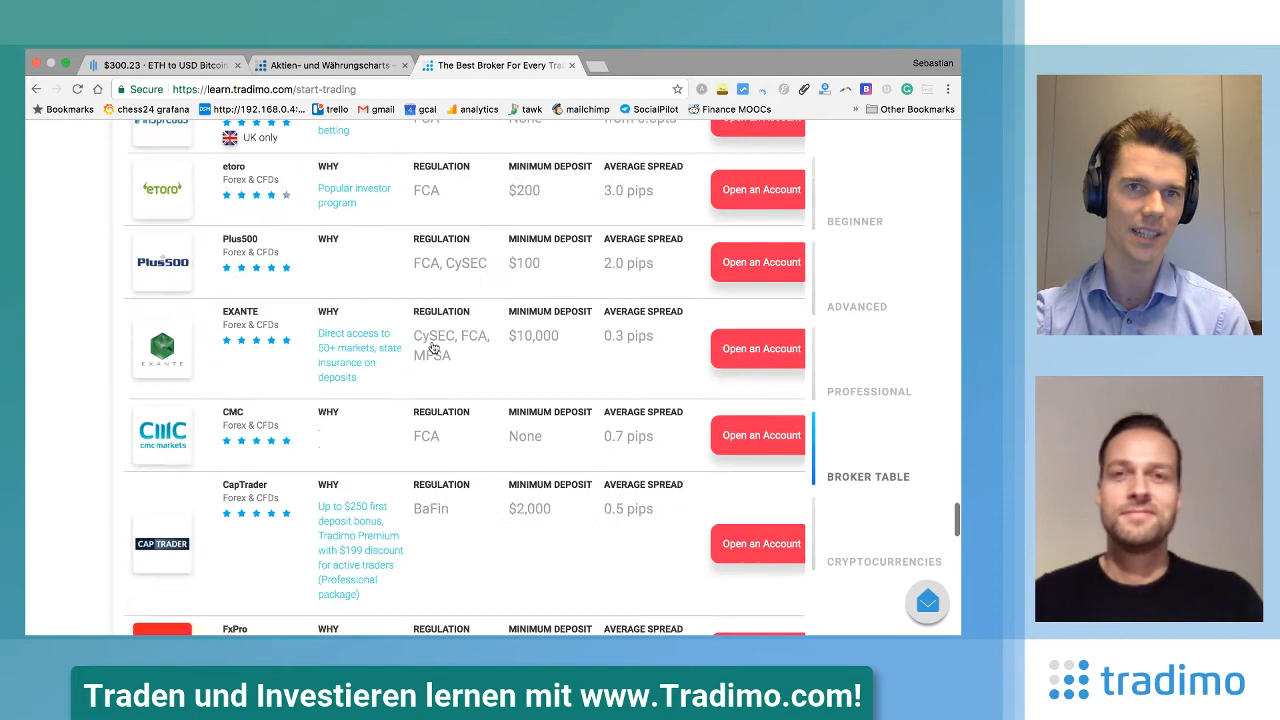 $300.23 · ETH to USD Bitcoin
Aktien- und Währungscharts -
The Best Broker For Every Tra
Sebastian
Secure
https://learn.tradimo.com/start-trading
Bookmarks
chess24 grafana
http://192.168.0.4:...
trello
gmail
gcal
analytics
tawk
mailchimp
SocialPilot
Finance MOOCs
»
Other Bookmarks
UK only
betting
etoro
Forex & CFDs
WHY
Popular investor
program
REGULATION
FCA
MINIMUM DEPOSIT
$200
AVERAGE SPREAD
3.0 pips
Open an Account
eToro
Plus500
Forex & CFDs
WHY
REGULATION
FCA, CySEC
MINIMUM DEPOSIT
$100
AVERAGE SPREAD
2.0 pips
Open an Account
Plus500
EXANTE
Forex & CFDs
WHY
Direct access to
50+ markets, state
insurance on
deposits
REGULATION
CySEC, FCA,
MFSA
MINIMUM DEPOSIT
$10,000
AVERAGE SPREAD
0.3 pips
Open an Account
EXANTE
CMC
Forex & CFDs
WHY
.
.
REGULATION
FCA
MINIMUM DEPOSIT
None
AVERAGE SPREAD
0.7 pips
Open an Account
cmc
cmc markets
CapTrader
Forex & CFDs
WHY
Up to $250 first
deposit bonus,
Tradimo Premium
with $199 discount
for active traders
(Professional
package)
REGULATION
BaFin
MINIMUM DEPOSIT
$2,000
AVERAGE SPREAD
0.5 pips
Open an Account
CAPTRADER
FxPro
WHY
REGULATION
MINIMUM DEPOSIT
AVERAGE SPREAD
BEGINNER
ADVANCED
PROFESSIONAL
BROKER TABLE
CRYPTOCURRENCIES
Traden und Investieren lernen mit www.Tradimo.com!
tradimo